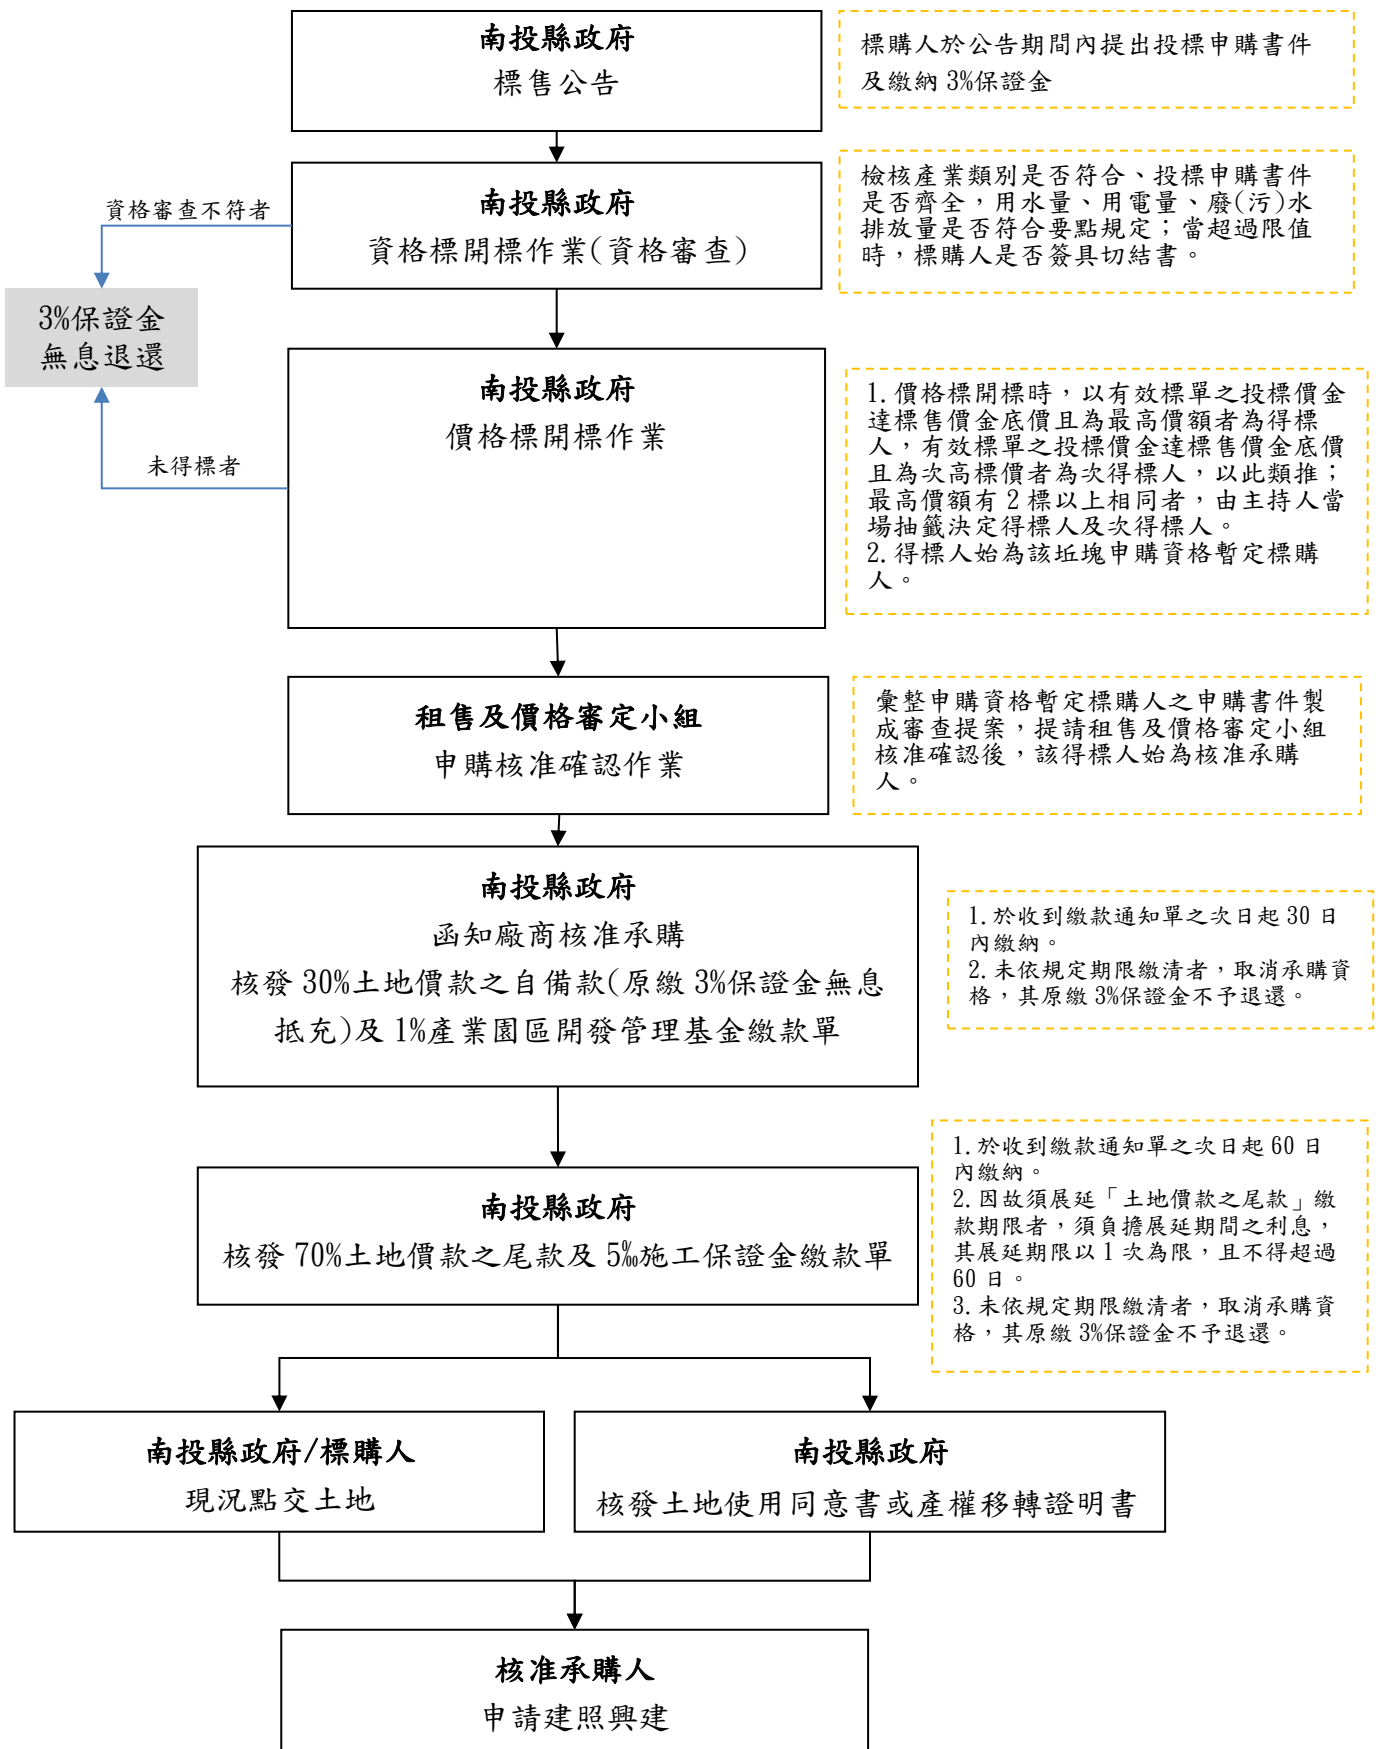 南投縣政府
標售公告
標購人於公告期間內提出投標申購書件
及繳納 3%保證金
南投縣政府
資格標開標作業(資格審查)
檢核產業類別是否符合、投標申購書件
是否齊全，用水量、用電量、廢(污)水
排放量是否符合要點規定；當超過限值
時，標購人是否簽具切結書。
資格審查不符者
3%保證金
無息退還
未得標者
南投縣政府
價格標開標作業
1. 價格標開標時，以有效標單之投標價金
達標售價金底價且為最高價額者為得標
人，有效標單之投標價金達標售價金底價
且為次高標價者為次得標人，以此類推；
最高價額有 2 標以上相同者，由主持人當
場抽籤決定得標人及次得標人。
2. 得標人始為該坵塊申購資格暫定標購
人。
租售及價格審定小組
申購核准確認作業
彙整申購資格暫定標購人之申購書件製
成審查提案，提請租售及價格審定小組
核准確認後，該得標人始為核准承購
人。
南投縣政府
函知廠商核准承購
核發 30%土地價款之自備款(原繳 3%保證金無息
抵充)及 1%產業園區開發管理基金繳款單
1. 於收到繳款通知單之次日起 30 日
內繳納。
2. 未依規定期限繳清者，取消承購資
格，其原繳 3%保證金不予退還。
南投縣政府
核發 70%土地價款之尾款及 5‰施工保證金繳款單
1. 於收到繳款通知單之次日起 60 日
內繳納。
2. 因故須展延「土地價款之尾款」繳
款期限者，須負擔展延期間之利息，
其展延期限以 1 次為限，且不得超過
60 日。
3. 未依規定期限繳清者，取消承購資
格，其原繳 3%保證金不予退還。
南投縣政府/標購人
現況點交土地
南投縣政府
核發土地使用同意書或產權移轉證明書
核准承購人
申請建照興建